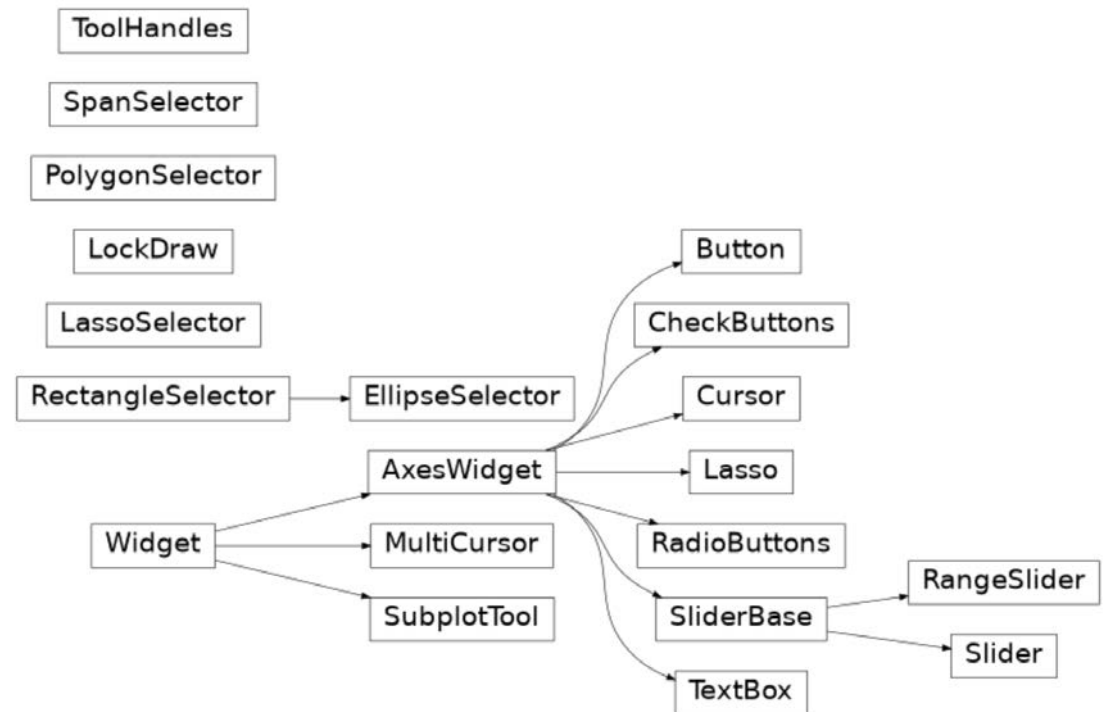 ToolHandles
SpanSelector
PolygonSelector
LockDraw
Button
LassoSelector
CheckButtons
RectangleSelector
EllipseSelector
Cursor
AxesWidget
Lasso
Widget
MultiCursor
RadioButtons
RangeSlider
SubplotTool
SliderBase
Slider
TextBox